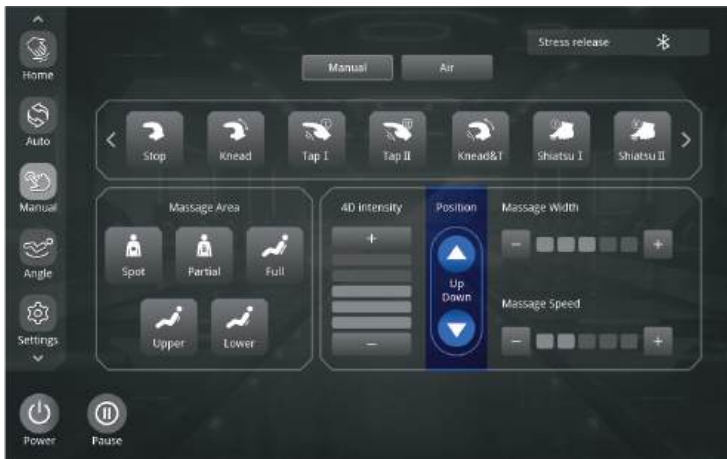 Stress release
Manual
Air
Home
Auto
Manual
Angle
Settings
Stop
Knead
Tap I
Tap II
Knead&T
Shiatsu I
Shiatsu II
Massage Area
Spot
Partial
Full
Upper
Lower
4D intensity
+
−
Position
Up
Down
Massage Width
− +
Massage Speed
− +
Power
Pause